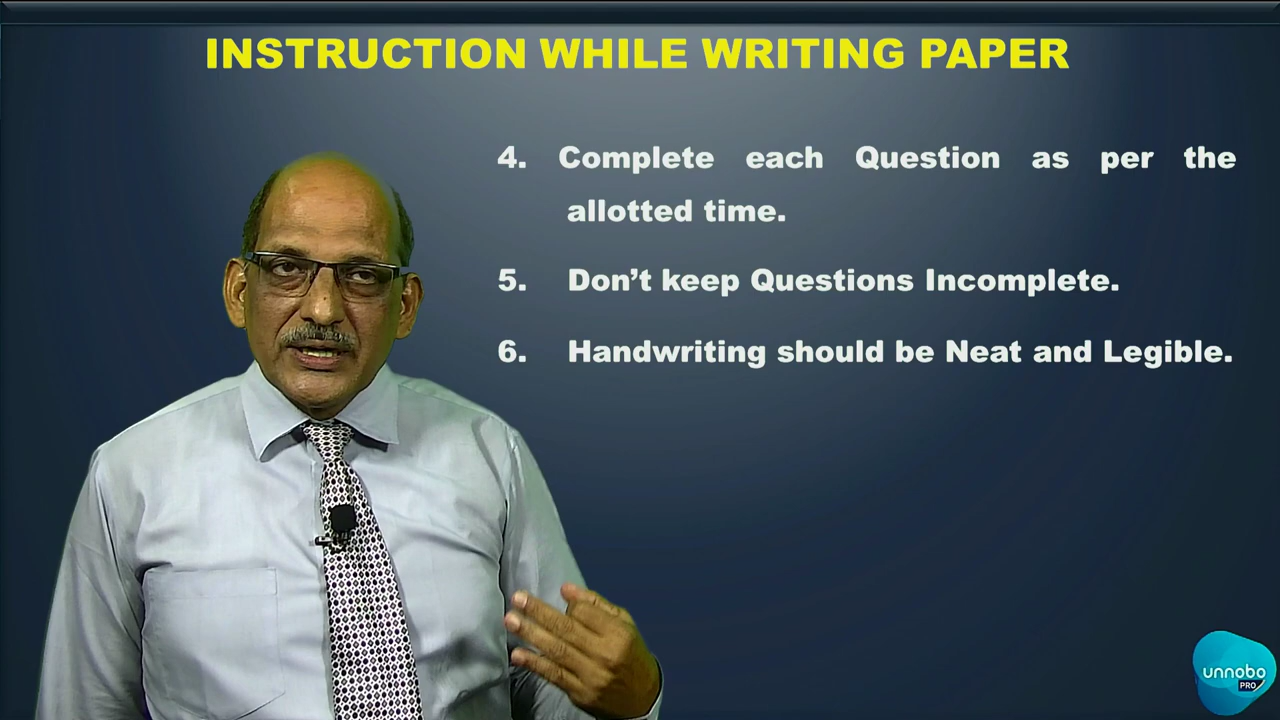 INSTRUCTION WHILE WRITING PAPER
4. Complete each Question as per the
allotted time.
5. Don’t keep Questions Incomplete.
6. Handwriting should be Neat and Legible.
unnobo
PRO